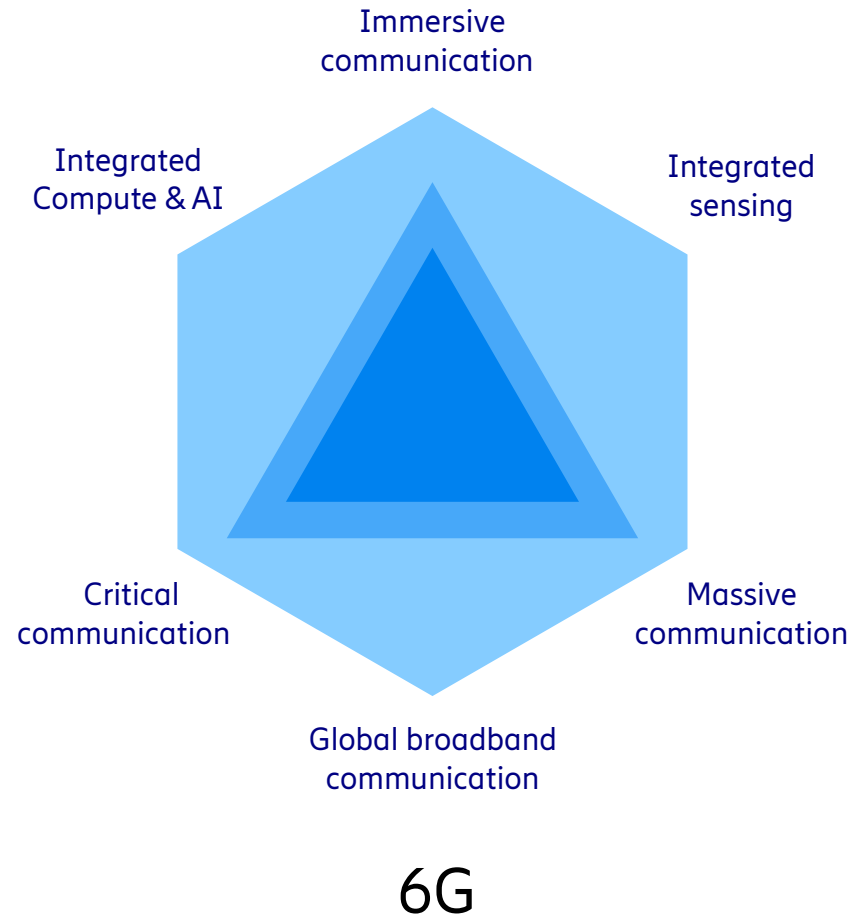 Immersive
communication
Integrated
Compute & AI
Integrated
sensing
Critical
communication
Massive
communication
Global broadband
communication
6G